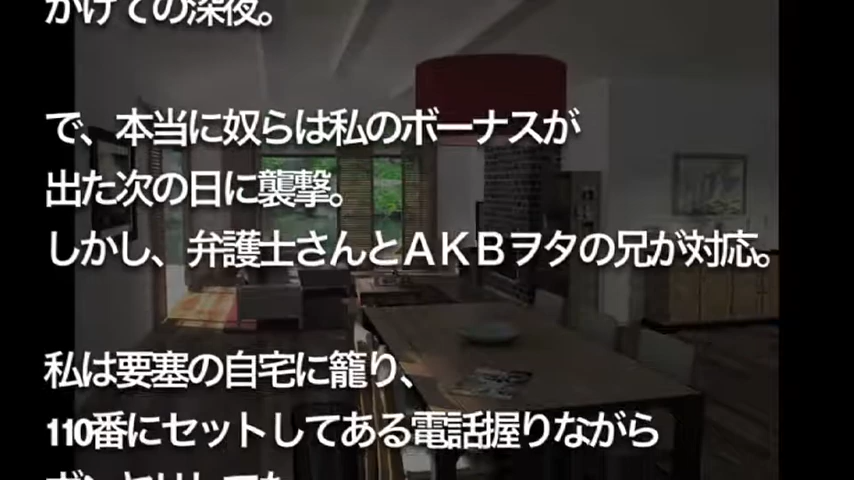 かけての深夜。
で、本当に奴らは私のボーナスが
出た次の日に襲撃。
しかし、弁護士さんとＡＫＢヲタの兄が対応。
私は要塞の自宅に籠り、
110番にセットしてある電話握りながら